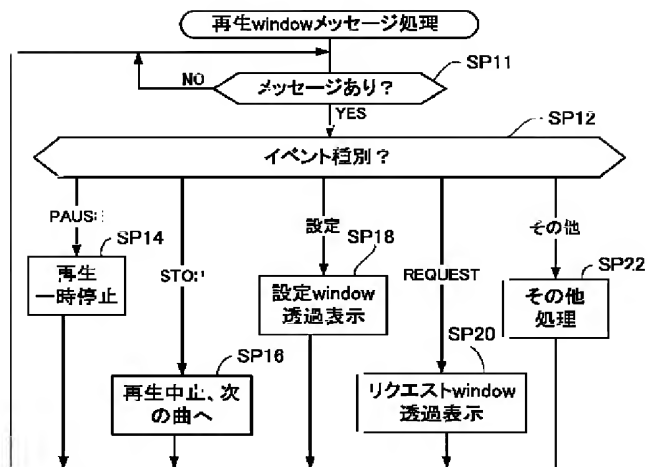 再生windowメッセージ処理
SP11
NO
メッセージあり？
YES
SP12
イベント種別？
PAUSE
SP14
再生
一時停止
STOP
SP16
再生中止、次
の曲へ
設定
SP18
設定window
透過表示
REQUEST
SP20
リクエストwindow
透過表示
その他
SP22
その他
処理